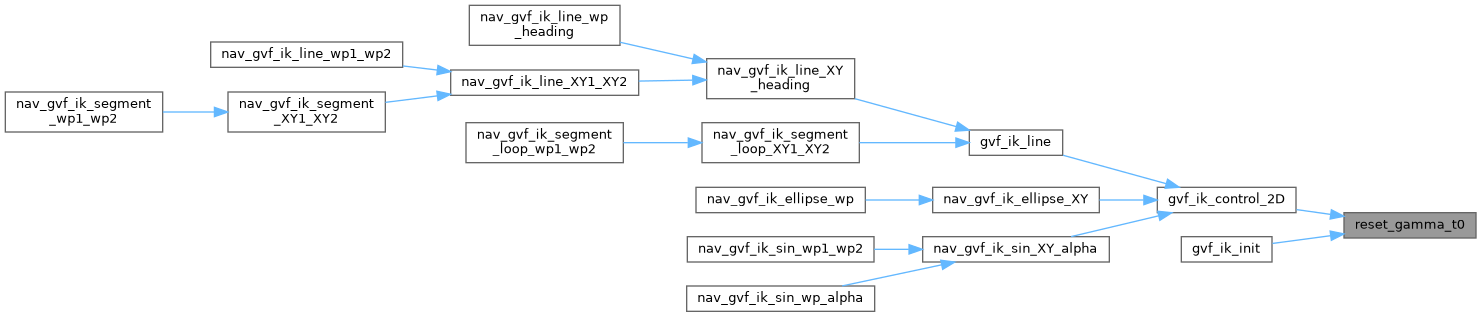 nav_gvf_ik_line_wp
_heading
nav_gvf_ik_line_wp1_wp2
nav_gvf_ik_line_XY
_heading
nav_gvf_ik_line_XY1_XY2
nav_gvf_ik_segment
_wp1_wp2
nav_gvf_ik_segment
_XY1_XY2
nav_gvf_ik_segment
_loop_wp1_wp2
nav_gvf_ik_segment
_loop_XY1_XY2
gvf_ik_line
nav_gvf_ik_ellipse_wp
nav_gvf_ik_ellipse_XY
gvf_ik_control_2D
reset_gamma_t0
nav_gvf_ik_sin_wp1_wp2
nav_gvf_ik_sin_XY_alpha
gvf_ik_init
nav_gvf_ik_sin_wp_alpha